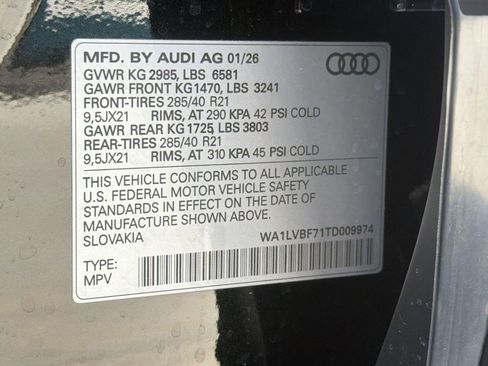 MFD. BY AUDI AG 01/26
GVWR KG 2985, LBS 6581
GAWR FRONT KG1470, LBS 3241
FRONT-TIRES 285/40 R21
9,5JX21 RIMS, AT 290 KPA 42 PSI COLD
GAWR REAR KG 1725, LBS 3803
REAR-TIRES 285/40 R21
9,5JX21 RIMS, AT 310 KPA 45 PSI COLD
THIS VEHICLE CONFORMS TO ALL APPLICABLE
U.S. FEDERAL MOTOR VEHICLE SAFETY
STANDARDS IN EFFECT ON THE DATE OF
MANUFACTURE SHOWN ABOVE.
SLOVAKIA WA1LVBF71TD009974
TYPE:
MPV